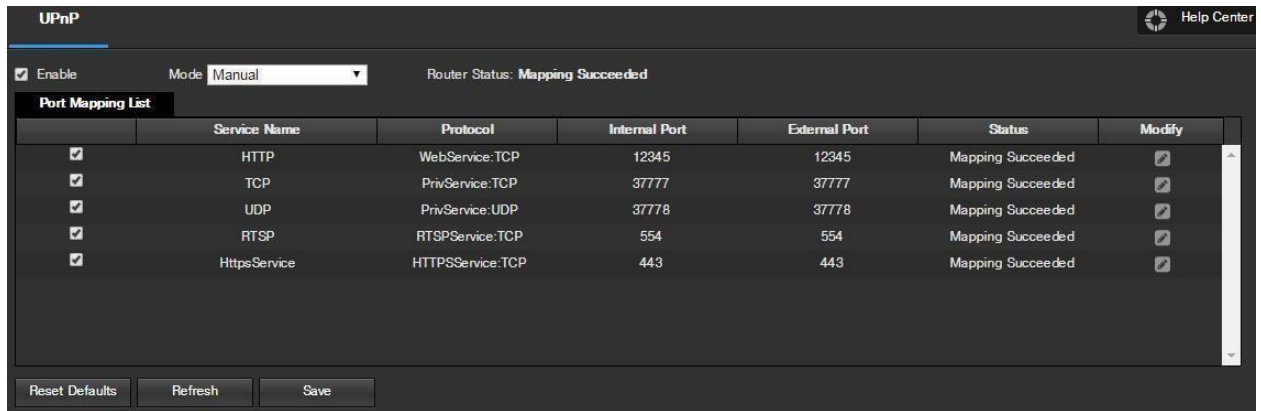 UPnP
Help Center
Enable Mode Manual Router Status: Mapping Succeeded
Port Mapping List
Service Name Protocol Internal Port External Port Status Modify
HTTP WebService:TCP 12345 12345 Mapping Succeeded
TCP PrivService:TCP 37777 37777 Mapping Succeeded
UDP PrivService:UDP 37778 37778 Mapping Succeeded
RTSP RTSPService:TCP 554 554 Mapping Succeeded
HttpsService HTTPSService:TCP 443 443 Mapping Succeeded
Reset Defaults Refresh Save